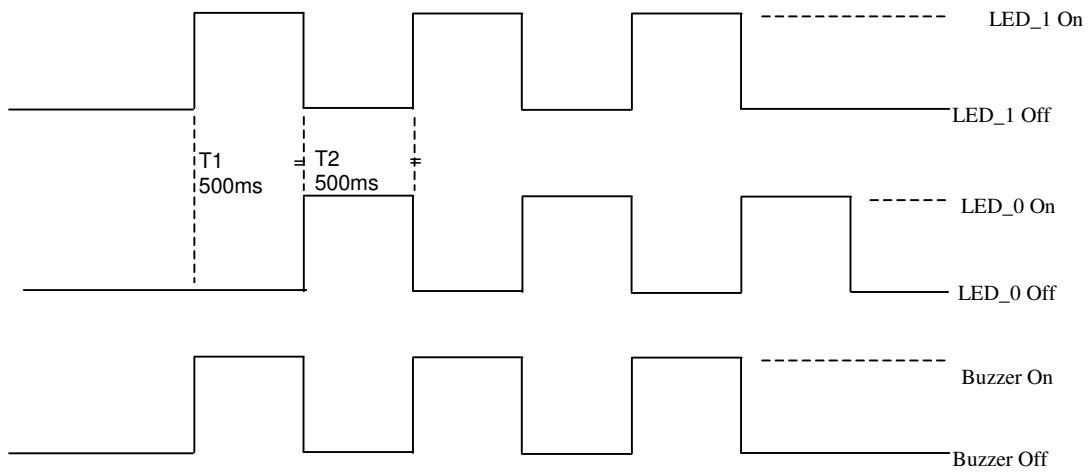 LED_1 On
LED_1 Off
T1
500ms
=
T2
500ms
=
LED_0 On
LED_0 Off
Buzzer On
Buzzer Off